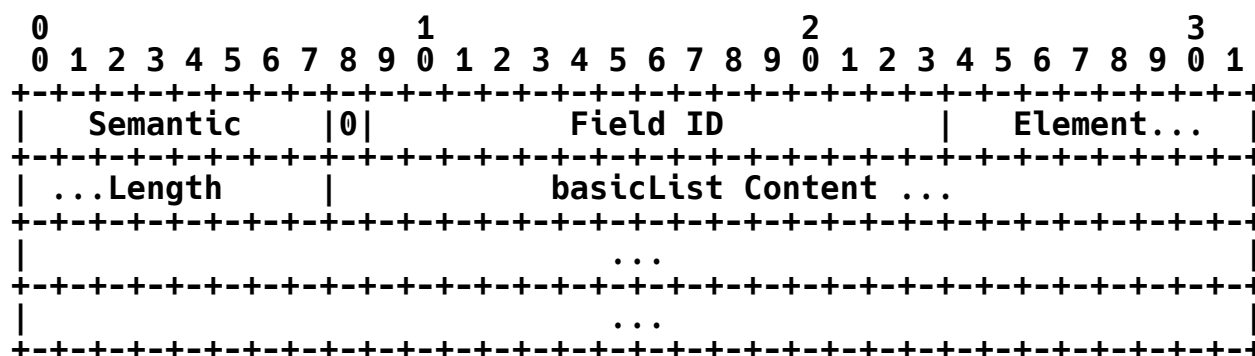 0                   1                   2                   3
 0 1 2 3 4 5 6 7 8 9 0 1 2 3 4 5 6 7 8 9 0 1 2 3 4 5 6 7 8 9 0 1
+-+-+-+-+-+-+-+-+-+-+-+-+-+-+-+-+-+-+-+-+-+-+-+-+-+-+-+-+-+-+-+-+
|   Semantic    |0|          Field ID           |   Element...  |
+-+-+-+-+-+-+-+-+-+-+-+-+-+-+-+-+-+-+-+-+-+-+-+-+-+-+-+-+-+-+-+-+
| ...Length     |           basicList Content ...               |
+-+-+-+-+-+-+-+-+-+-+-+-+-+-+-+-+-+-+-+-+-+-+-+-+-+-+-+-+-+-+-+-+
|                              ...                              |
+-+-+-+-+-+-+-+-+-+-+-+-+-+-+-+-+-+-+-+-+-+-+-+-+-+-+-+-+-+-+-+-+
|                              ...                              |
+-+-+-+-+-+-+-+-+-+-+-+-+-+-+-+-+-+-+-+-+-+-+-+-+-+-+-+-+-+-+-+-+